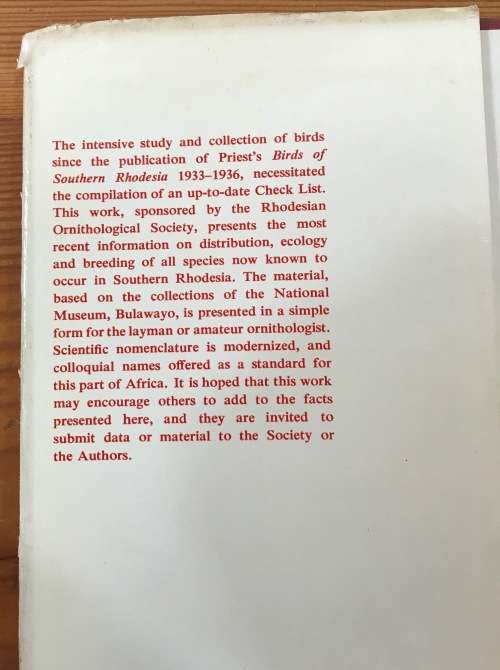 The intensive study and collection of birds
since the publication of Priest's Birds of
Southern Rhodesia 1933–1936, necessitated
the compilation of an up-to-date Check List.
This work, sponsored by the Rhodesian
Ornithological Society, presents the most
recent information on distribution, ecology
and breeding of all species now known to
occur in Southern Rhodesia. The material,
based on the collections of the National
Museum, Bulawayo, is presented in a simple
form for the layman or amateur ornithologist.
Scientific nomenclature is modernized, and
colloquial names offered as a standard for
this part of Africa. It is hoped that this work
may encourage others to add to the facts
presented here, and they are invited to
submit data or material to the Society or
the Authors.